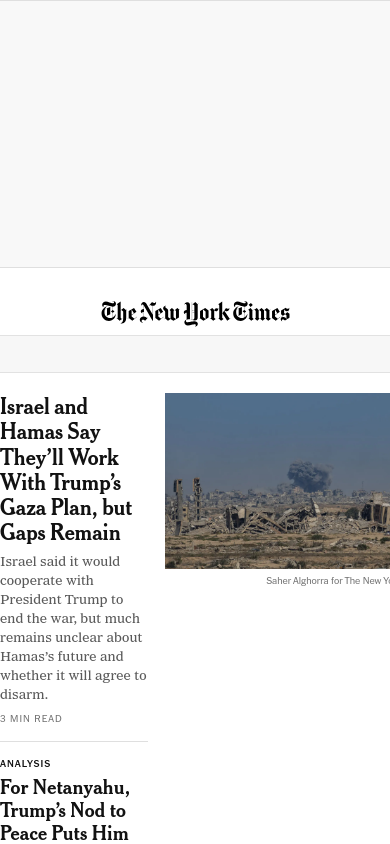 The New York Times
Israel and
Hamas Say
They’ll Work
With Trump’s
Gaza Plan, but
Gaps Remain
Israel said it would
cooperate with
President Trump to
end the war, but much
remains unclear about
Hamas’s future and
whether it will agree to
disarm.
3 MIN READ
Saher Alghorra for The New Yo
ANALYSIS
For Netanyahu,
Trump’s Nod to
Peace Puts Him